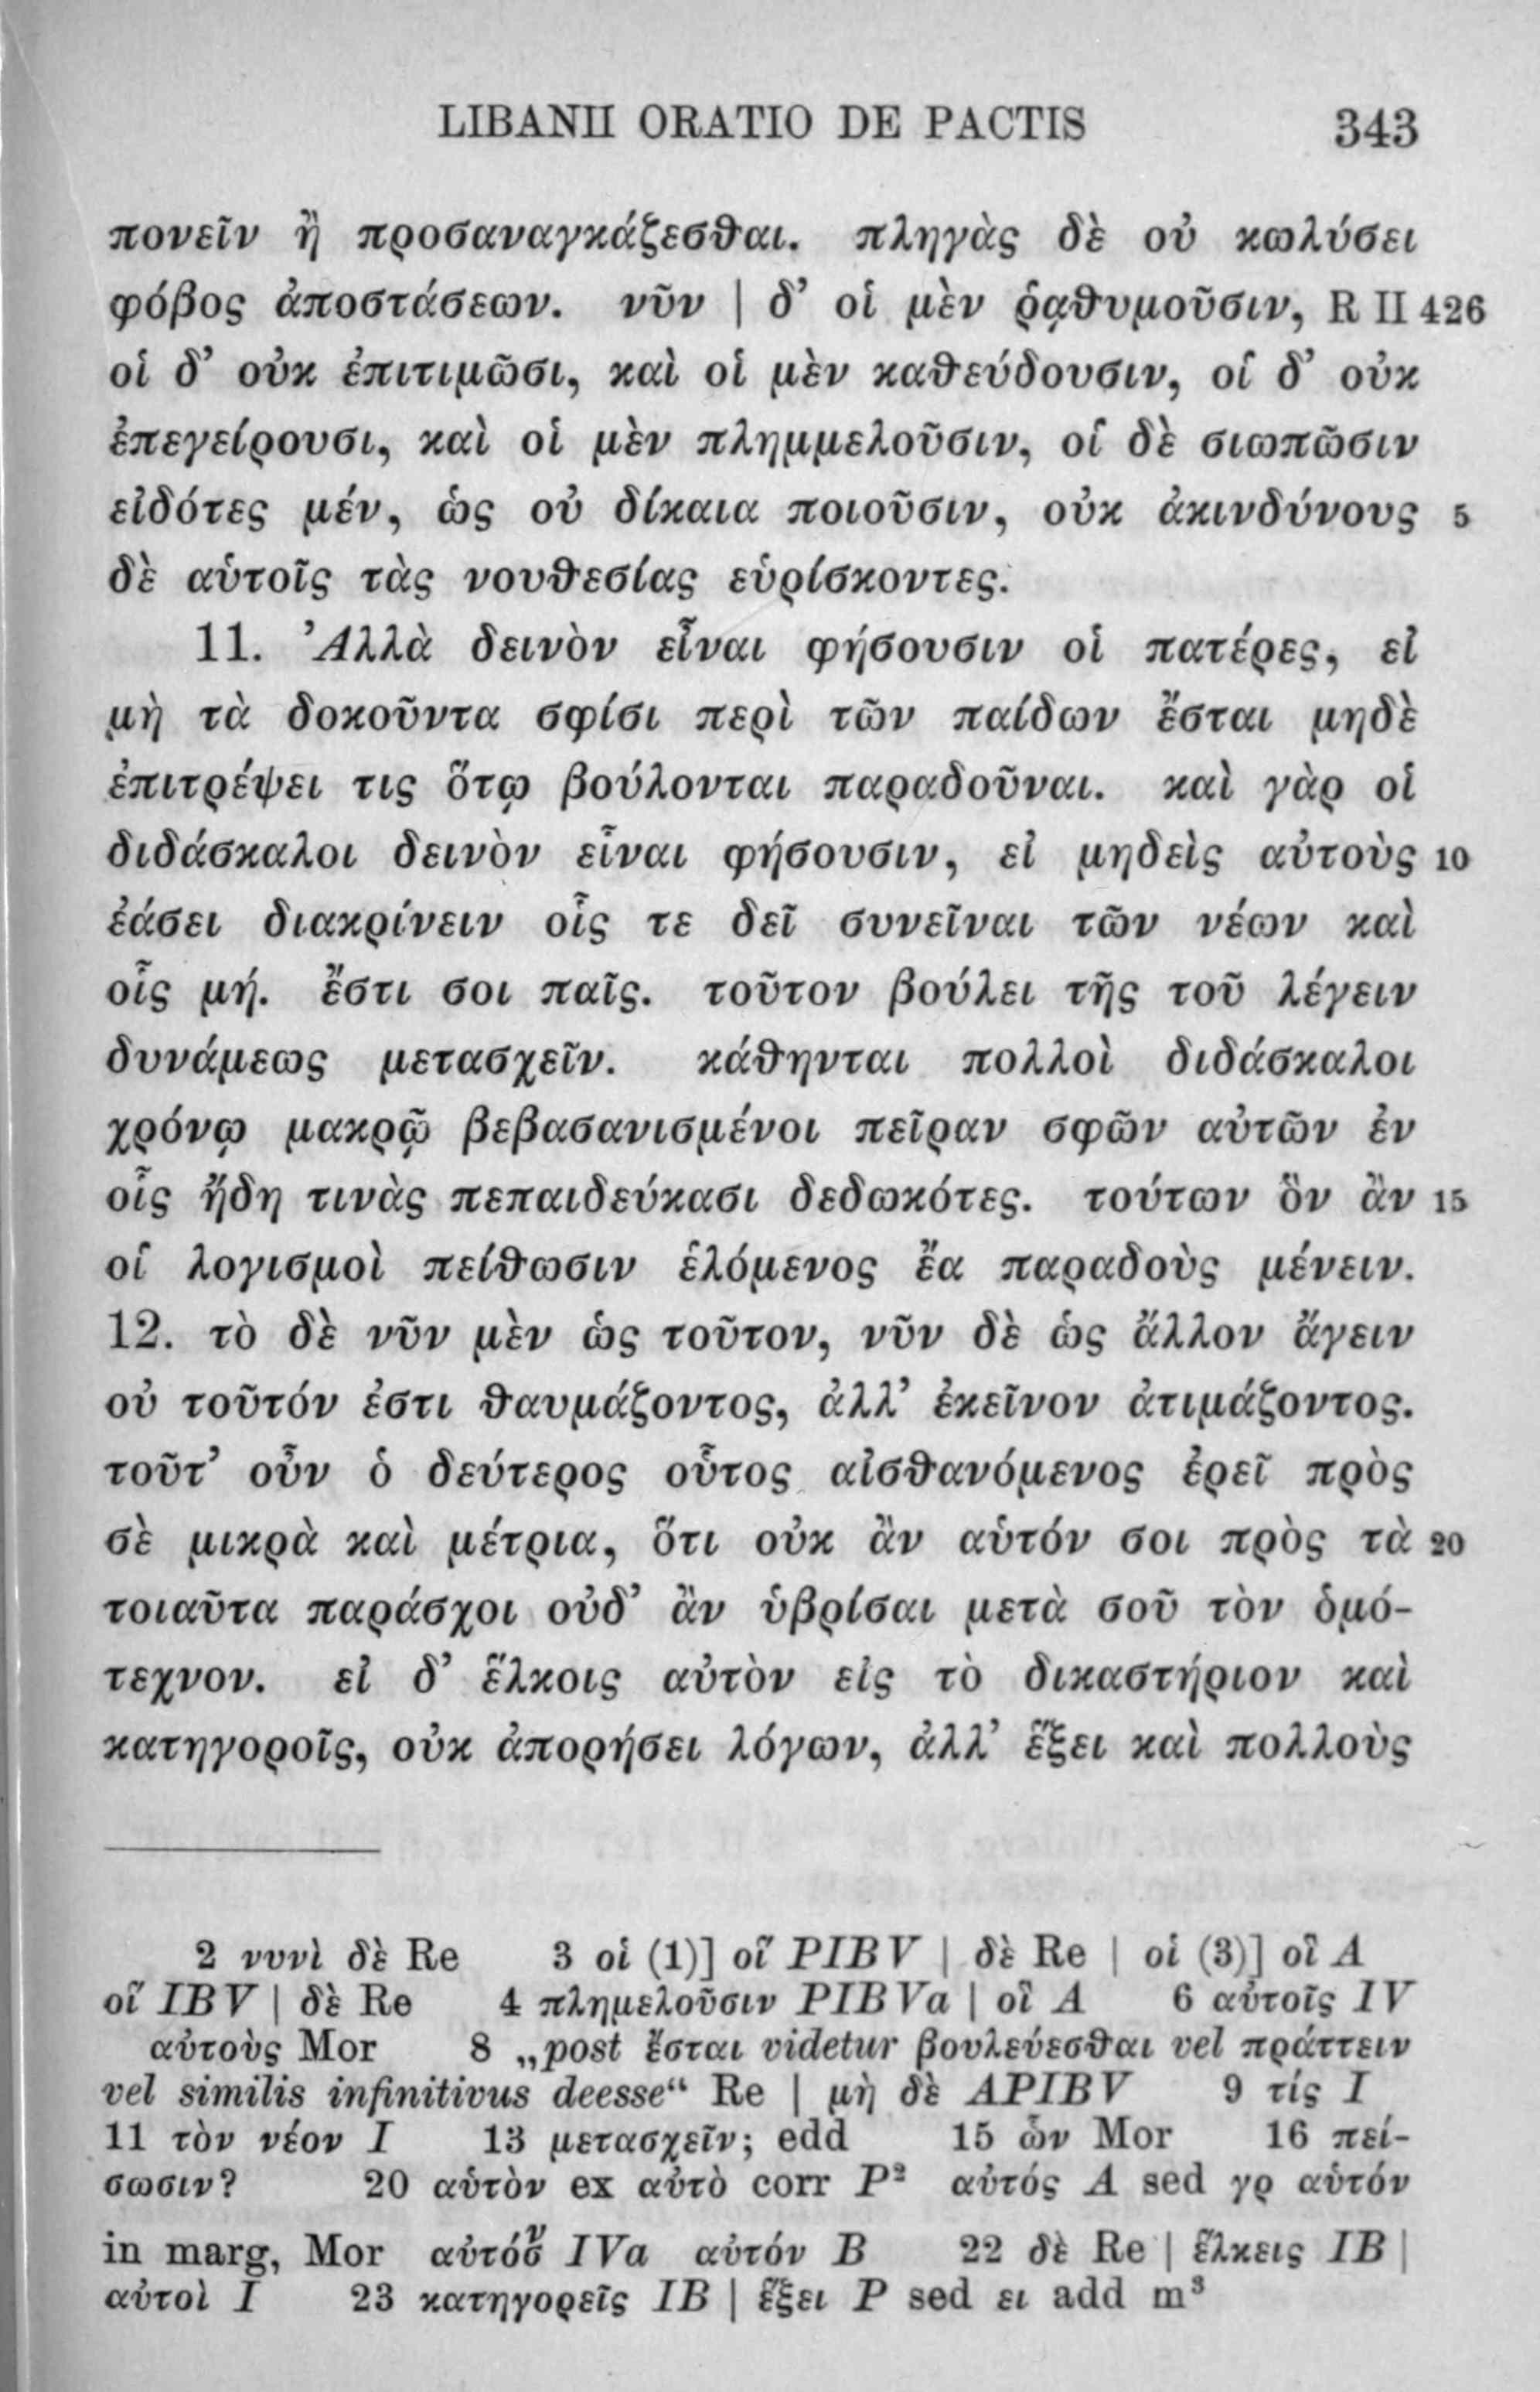 LIBANII ORATIO DE PACTIS 343
πονεῖν ἢ προσαναγκάζεσθαι. πληγὰς δὲ οὐ κωλύσει
φόβος ἀποστάσεων. νῦν | δ’ οἱ μὲν ῥᾳθυμοῦσιν, R II 426
οἱ δ’ οὐκ ἐπιτιμῶσι, καὶ οἱ μὲν καθεύδουσιν, οἱ δ’ οὐκ
ἐπεγείρουσι, καὶ οἱ μὲν πλημμελοῦσιν, οἱ δὲ σιωπῶσιν
εἰδότες μέν, ὡς οὐ δίκαια ποιοῦσιν, οὐκ ἀκινδύνους 5
δὲ αὑτοῖς τὰς νουθεσίας εὑρίσκοντες.
11. Ἀλλὰ δεινὸν εἶναι φήσουσιν οἱ πατέρες, εἰ
μὴ τὰ δοκοῦντα σφίσι περὶ τῶν παίδων ἔσται μηδὲ
ἐπιτρέψει τις ὅτῳ βούλονται παραδοῦναι. καὶ γὰρ οἱ
διδάσκαλοι δεινὸν εἶναι φήσουσιν, εἰ μηδεὶς αὐτοὺς 10
ἐάσει διακρίνειν οἷς τε δεῖ συνεῖναι τῶν νέων καὶ
οἷς μή. ἔστι σοι παῖς. τοῦτον βούλει τῆς τοῦ λέγειν
δυνάμεως μετασχεῖν. κάθηνται πολλοὶ διδάσκαλοι
χρόνῳ μακρῷ βεβασανισμένοι πεῖραν σφῶν αὐτῶν ἐν
οἷς ἤδη τινὰς πεπαιδεύκασι δεδωκότες. τούτων ὃν ἂν 15
οἱ λογισμοὶ πείθωσιν ἑλόμενος ἔα παραδοὺς μένειν.
12. τὸ δὲ νῦν μὲν ὡς τοῦτον, νῦν δὲ ὡς ἄλλον ἄγειν
οὐ τοῦτόν ἐστι θαυμάζοντος, ἀλλ’ ἐκεῖνον ἀτιμάζοντος.
τοῦτ’ οὖν ὁ δεύτερος οὗτος αἰσθανόμενος ἐρεῖ πρὸς
σὲ μικρὰ καὶ μέτρια, ὅτι οὐκ ἂν αὑτόν σοι πρὸς τὰ 20
τοιαῦτα παράσχοι οὐδ’ ἂν ὑβρίσαι μετὰ σοῦ τὸν ὁμό-
τεχνον. εἰ δ’ ἕλκοις αὐτὸν εἰς τὸ δικαστήριον καὶ
κατηγοροῖς, οὐκ ἀπορήσει λόγων, ἀλλ’ ἕξει καὶ πολλοὺς
2 νυνὶ δὲ Re 3 οἱ (1)] οἵ PIBV | δὲ Re | οἱ (3)] οἳ A
οἵ IBV | δὲ Re 4 πλημελοῦσιν PIBVa | οἳ A 6 αὐτοῖς IV
αὐτοὺς Mor 8 „post ἔσται videtur βουλεύεσθαι vel πράττειν
vel similis infinitivus deesse“ Re | μὴ δὲ APIBV 9 τίς I
11 τὸν νέον I 13 μετασχεῖν; edd 15 ὧν Mor 16 πεί-
σωσιν? 20 αὑτὸν ex αὐτὸ corr P² αὐτός A sed γρ αὑτόν
in marg, Mor αὐτόσ̆ν IVa αὐτόν B 22 δὲ Re | ἕλκεις IB |
αὐτοὶ I 23 κατηγορεῖς IB | ἕξει P sed ει add m³